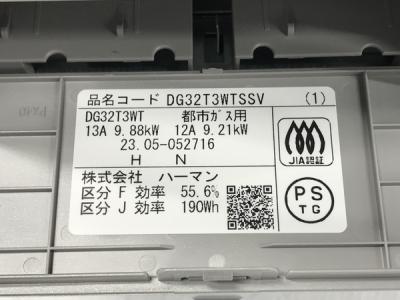 品名コード DG32T3WTSSV (1)
DG32T3WT 都市ガス用
13A 9.88kW 12A 9.21kW
23.05-052716
H N
株式会社 ハーマン
区分 F 効率 55.6%
区分 J 効率 190Wh
JIA認証
PS
TG